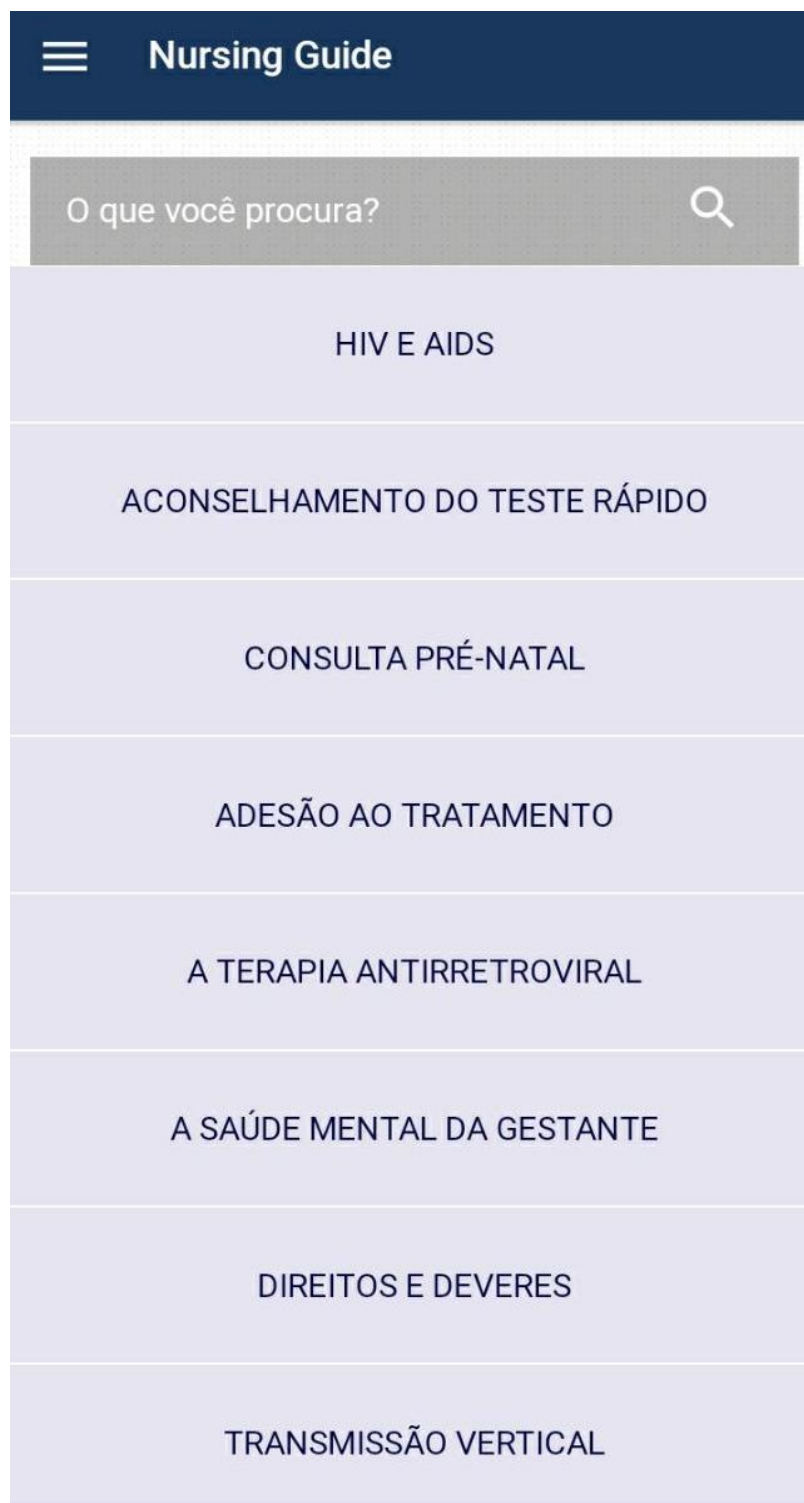 Nursing Guide
O que você procura?
HIV E AIDS
ACONSELHAMENTO DO TESTE RÁPIDO
CONSULTA PRÉ-NATAL
ADESÃO AO TRATAMENTO
A TERAPIA ANTIRRETROVIRAL
A SAÚDE MENTAL DA GESTANTE
DIREITOS E DEVERES
TRANSMISSÃO VERTICAL